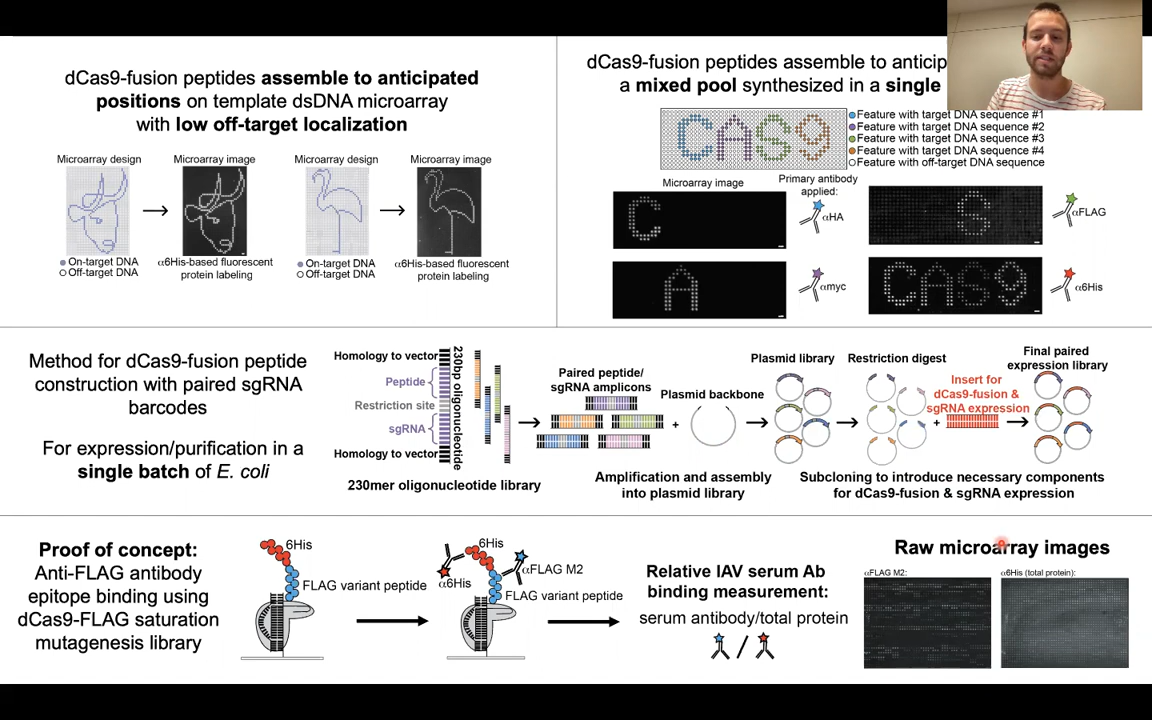 dCas9-fusion peptides assemble to anticipated
positions on template dsDNA microarray
with low off-target localization
Microarray design
Microarray image
Microarray design
Microarray image
On-target DNA
Off-target DNA
α6His-based fluorescent
protein labeling
On-target DNA
Off-target DNA
α6His-based fluorescent
protein labeling
dCas9-fusion peptides assemble to anticip
a mixed pool synthesized in a single
CAS9
Feature with target DNA sequence #1
Feature with target DNA sequence #2
Feature with target DNA sequence #3
Feature with target DNA sequence #4
Feature with off-target DNA sequence
Microarray image
Primary antibody
applied:
C
αHA
S
αFLAG
A
αmyc
CAS9
α6His
Method for dCas9-fusion peptide
construction with paired sgRNA
barcodes
For expression/purification in a
single batch of E. coli
Homology to vector
Peptide
Restriction site
sgRNA
Homology to vector
230bp oligonucleotide
230mer oligonucleotide library
Paired peptide/
sgRNA amplicons
+
Plasmid backbone
Amplification and assembly
into plasmid library
Plasmid library
Restriction digest
+
Insert for
dCas9-fusion &
sgRNA expression
Final paired
expression library
Subcloning to introduce necessary components
for dCas9-fusion & sgRNA expression
Proof of concept:
Anti-FLAG antibody
epitope binding using
dCas9-FLAG saturation
mutagenesis library
6His
FLAG variant peptide
6His
α6His
αFLAG M2
FLAG variant peptide
Relative IAV serum Ab
binding measurement:
serum antibody/total protein
/
Raw microarray images
αFLAG M2:
α6His (total protein):